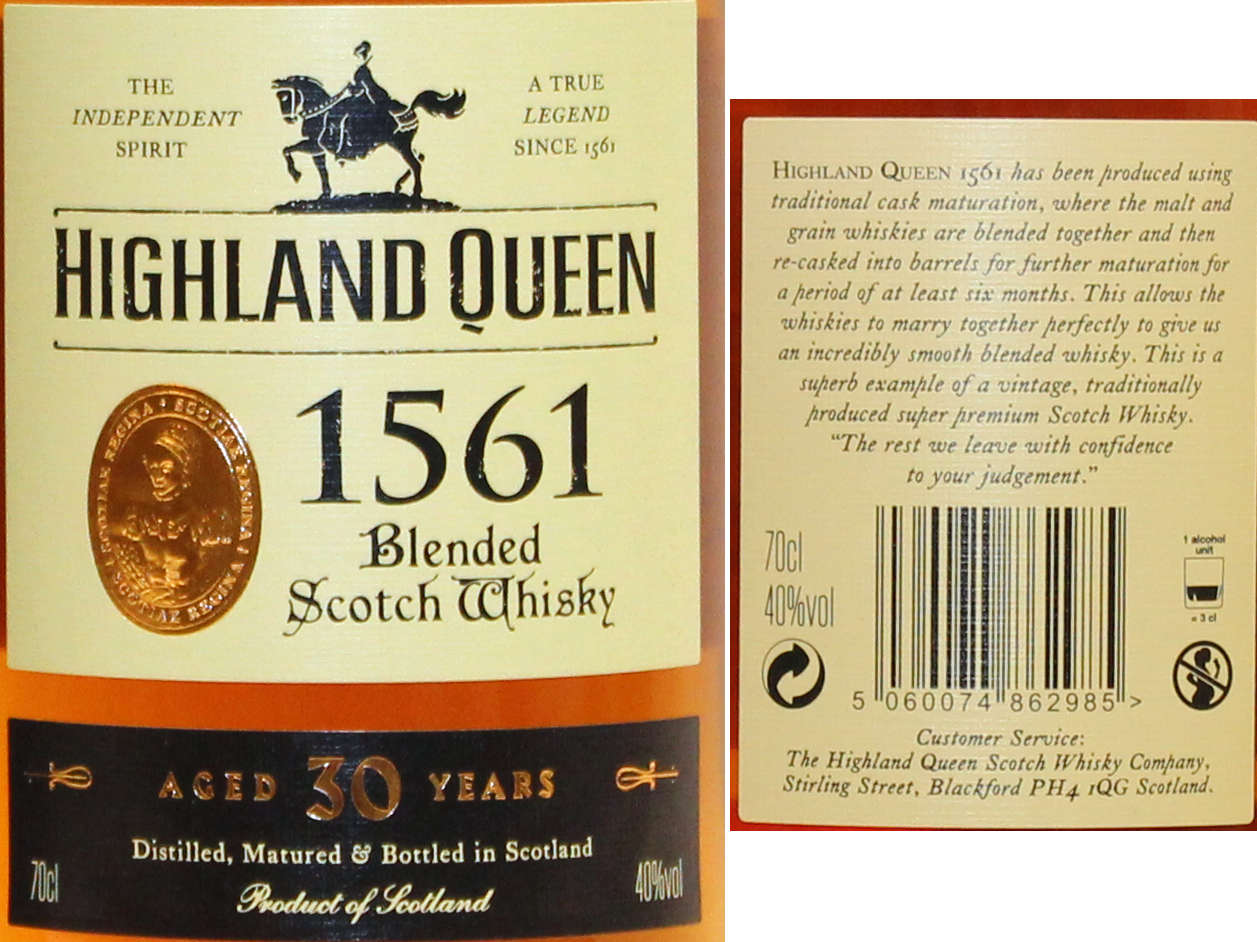 THE
INDEPENDENT
SPIRIT
A TRUE
LEGEND
SINCE 1561
HIGHLAND QUEEN
SCOTIAE REGINA • SCOTIAE REGINA • SCOTIAE REGINA
1561
Blended
Scotch Whisky
AGED 30 YEARS
Distilled, Matured & Bottled in Scotland
70cl
Product of Scotland
40%vol
HIGHLAND QUEEN 1561 has been produced using
traditional cask maturation, where the malt and
grain whiskies are blended together and then
re-casked into barrels for further maturation for
a period of at least six months. This allows the
whiskies to marry together perfectly to give us
an incredibly smooth blended whisky. This is a
superb example of a vintage, traditionally
produced super premium Scotch Whisky.
“The rest we leave with confidence
to your judgement.”
70cl
40%vol
1 alcohol
unit
= 3 cl
5 060074 862985 >
Customer Service:
The Highland Queen Scotch Whisky Company,
Stirling Street, Blackford PH4 1QG Scotland.